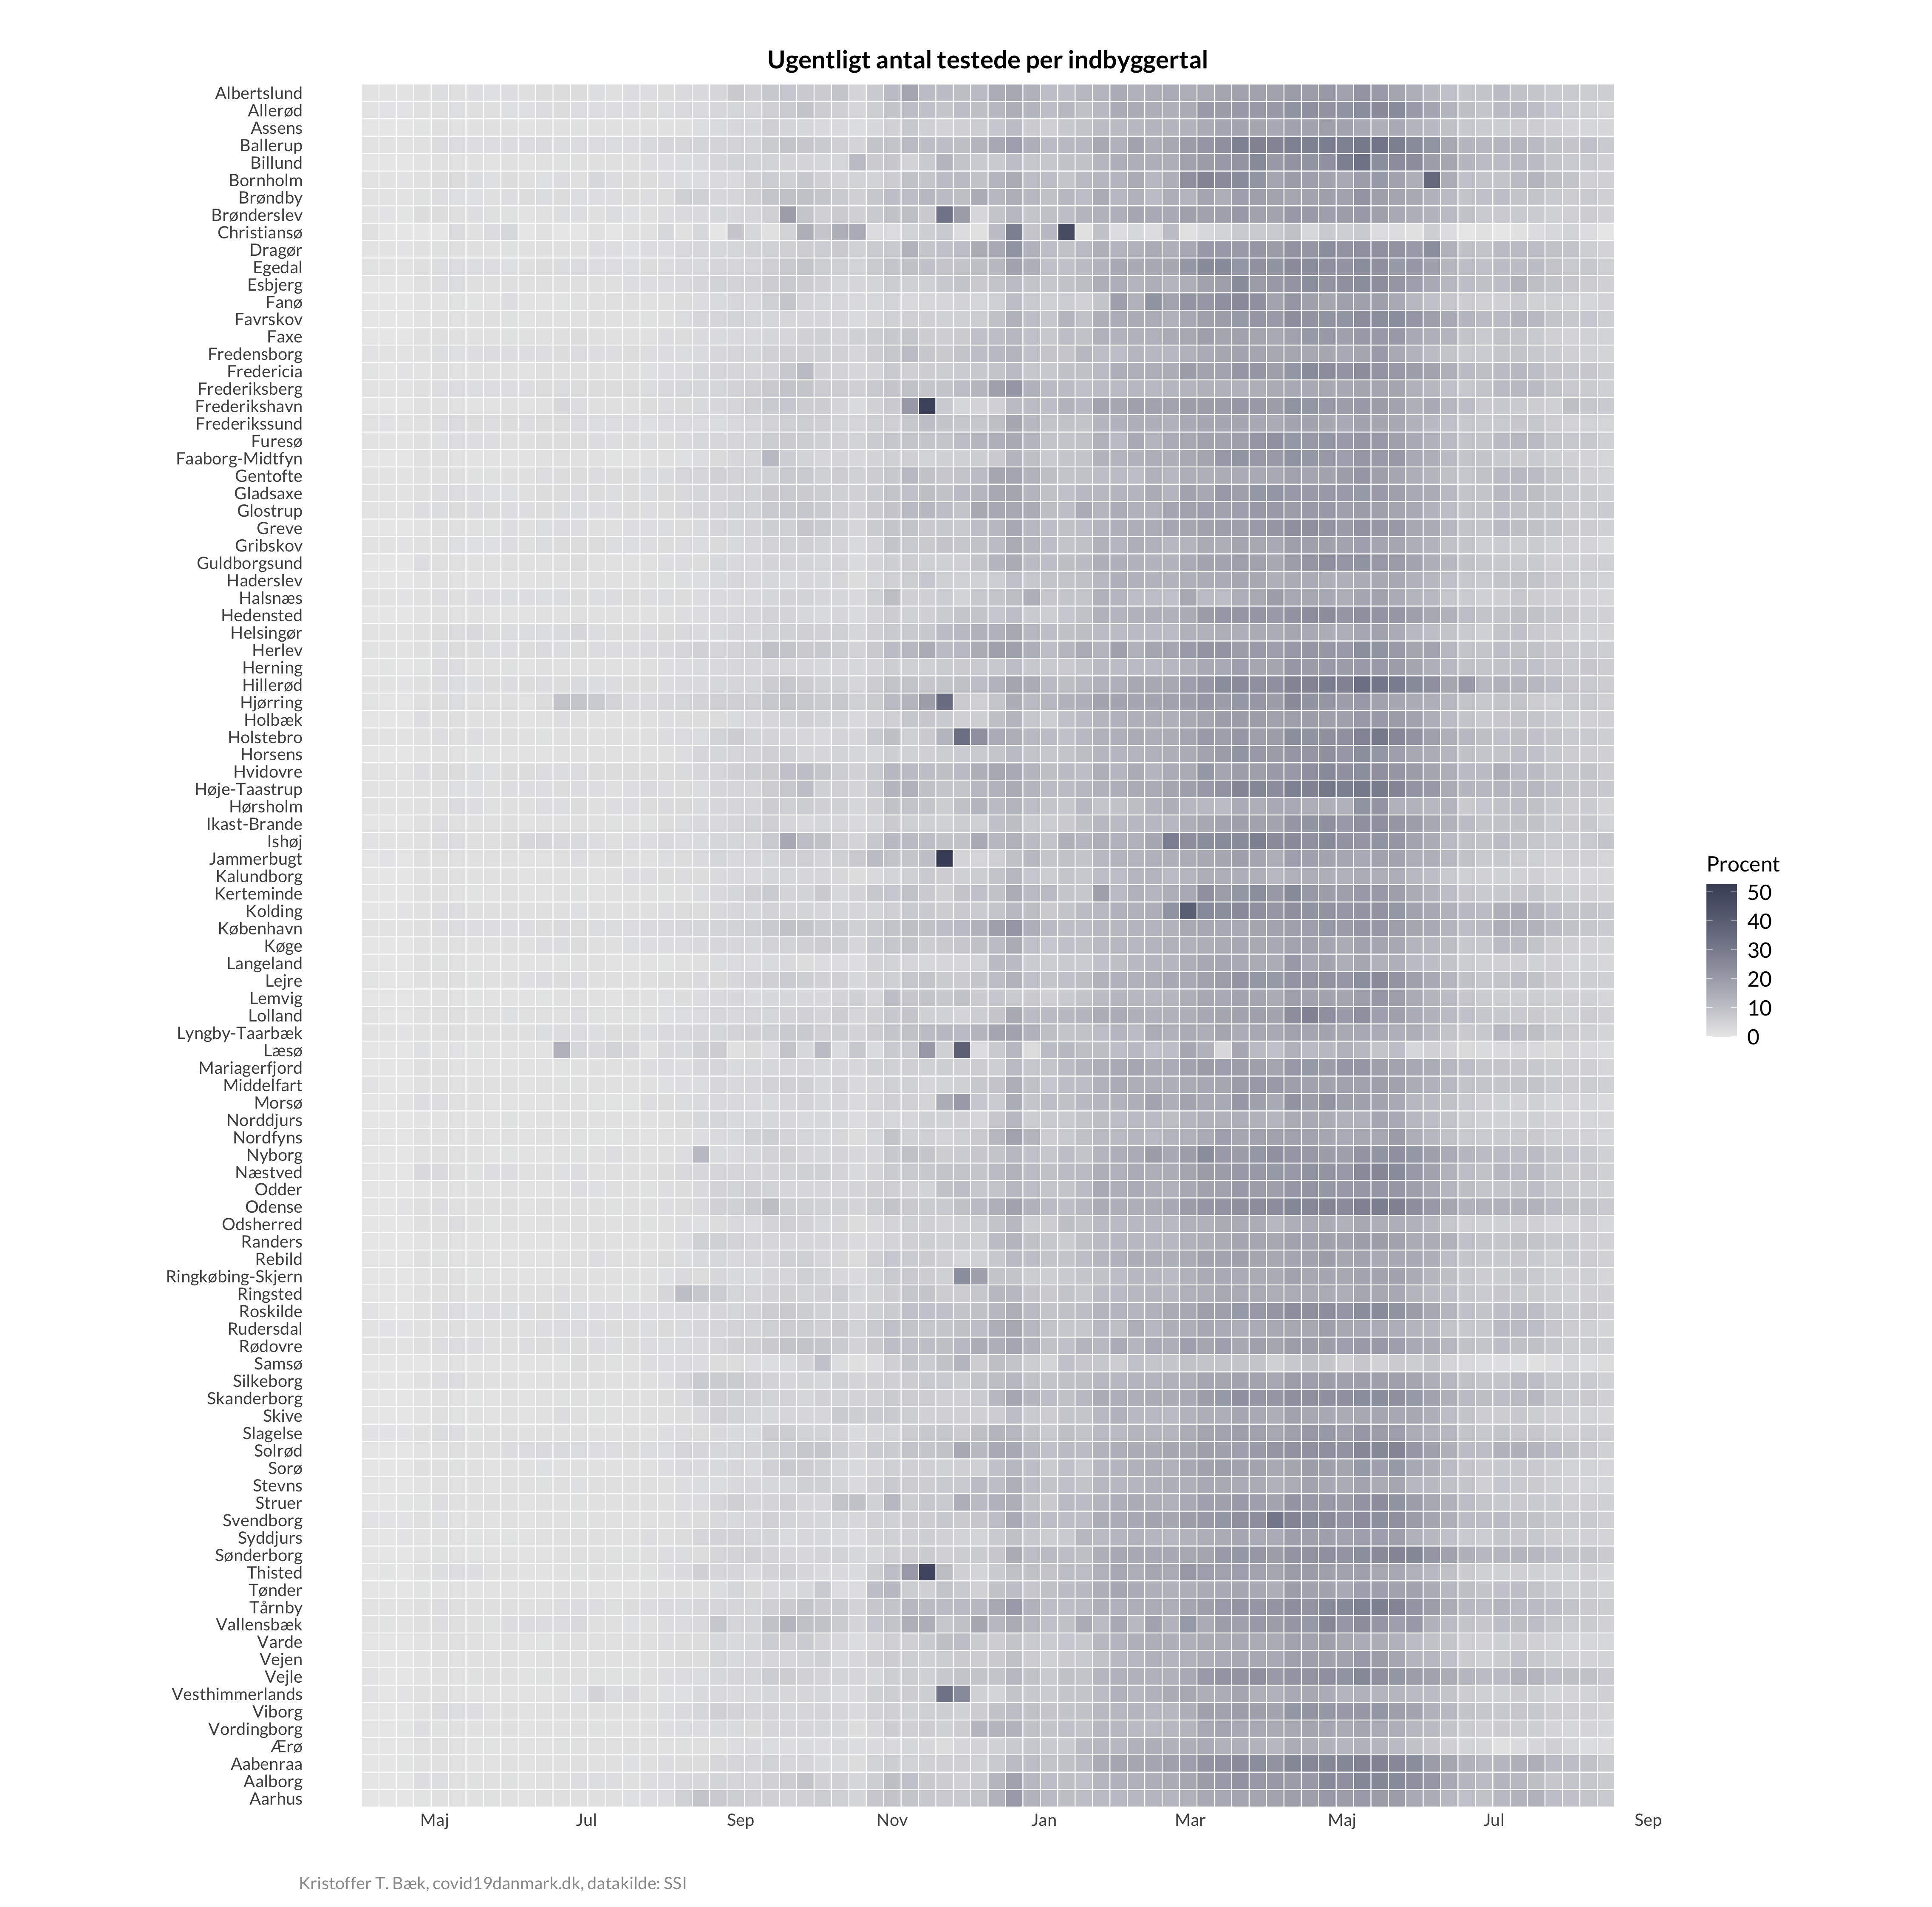 Ugentligt antal testede per indbyggertal
Albertslund
Allerød
Assens
Ballerup
Billund
Bornholm
Brøndby
Brønderslev
Christiansø
Dragør
Egedal
Esbjerg
Fanø
Favrskov
Faxe
Fredensborg
Fredericia
Frederiksberg
Frederikshavn
Frederikssund
Furesø
Faaborg-Midtfyn
Gentofte
Gladsaxe
Glostrup
Greve
Gribskov
Guldborgsund
Haderslev
Halsnæs
Hedensted
Helsingør
Herlev
Herning
Hillerød
Hjørring
Holbæk
Holstebro
Horsens
Hvidovre
Høje-Taastrup
Hørsholm
Ikast-Brande
Ishøj
Jammerbugt
Kalundborg
Kerteminde
Kolding
København
Køge
Langeland
Lejre
Lemvig
Lolland
Lyngby-Taarbæk
Læsø
Mariagerfjord
Middelfart
Morsø
Norddjurs
Nordfyns
Nyborg
Næstved
Odder
Odense
Odsherred
Randers
Rebild
Ringkøbing-Skjern
Ringsted
Roskilde
Rudersdal
Rødovre
Samsø
Silkeborg
Skanderborg
Skive
Slagelse
Solrød
Sorø
Stevns
Struer
Svendborg
Syddjurs
Sønderborg
Thisted
Tønder
Tårnby
Vallensbæk
Varde
Vejen
Vejle
Vesthimmerlands
Viborg
Vordingborg
Ærø
Aabenraa
Aalborg
Aarhus
Maj Jul Sep Nov Jan Mar Maj Jul Sep
Procent
50
40
30
20
10
0
Kristoffer T. Bæk, covid19danmark.dk, datakilde: SSI